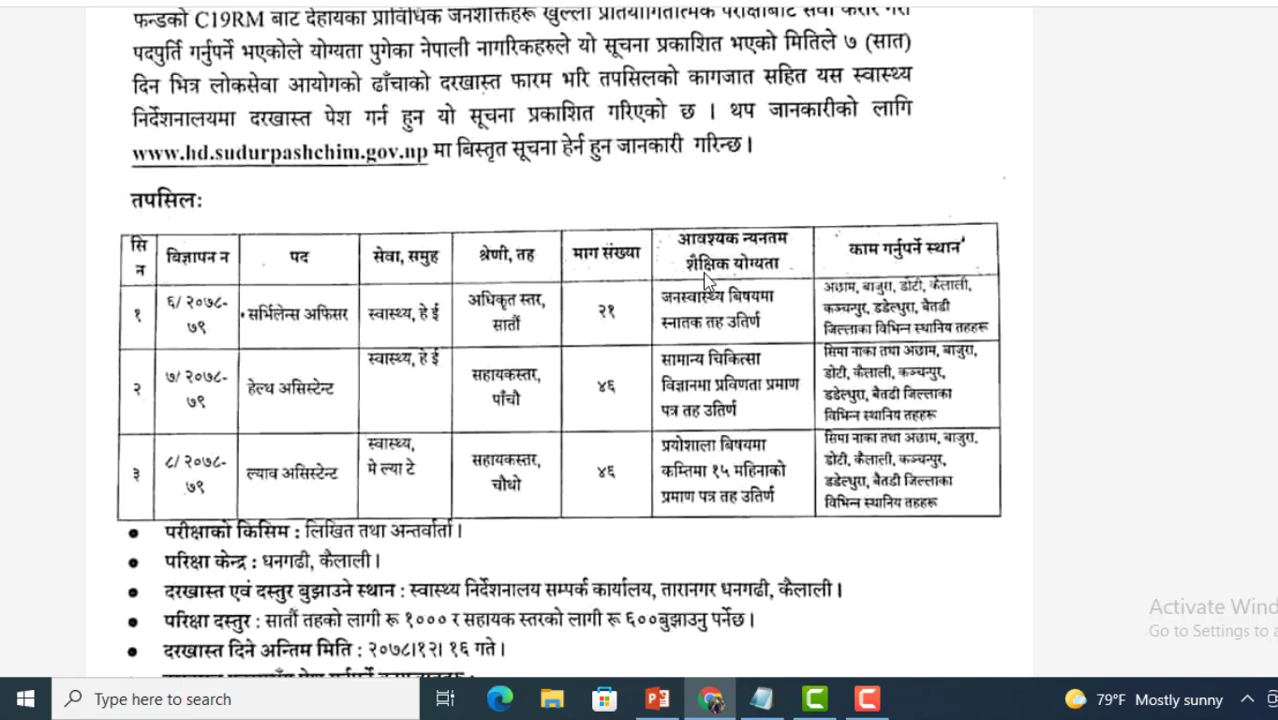 फन्डको C19RM बाट देहायका प्राविधिक जनशक्तिहरू खुल्ला प्रतियोगितात्मक परीक्षाबाट सेवा करार गरी
पदपुर्ति गर्नुपर्ने भएकोले योग्यता पुगेका नेपाली नागरिकहरुले यो सूचना प्रकाशित भएको मितिले ७ (सात)
दिन भित्र लोकसेवा आयोगको ढाँचाको दरखास्त फारम भरि तपसिलको कागजात सहित यस स्वास्थ्य
निर्देशनालयमा दरखास्त पेश गर्न हुन यो सूचना प्रकाशित गरिएको छ । थप जानकारीको लागि
www.hd.sudurpashchim.gov.np मा बिस्तृत सूचना हेर्न हुन जानकारी गरिन्छ।
तपसिलः
सि न विज्ञापन न पद सेवा, समुह श्रेणी, तह माग संख्या आवश्यक न्यनतम शैक्षिक योग्यता काम गर्नुपर्ने स्थान
१ ६/ २०७८-७९ सर्भिलेन्स अफिसर स्वास्थ्य, हे ई अधिकृत स्तर, सातौं २१ जनस्वास्थ्य बिषयमा स्नातक तह उतिर्ण अछाम, बाजुरा, डोटी, कैलाली, कञ्चनपुर, डडेल्धुरा, बैतडी जिल्लाका विभिन्न स्थानिय तहहरू
२ ७/ २०७८-७९ हेल्थ असिस्टेन्ट स्वास्थ्य, हे ई सहायकस्तर, पाँचौ ४६ सामान्य चिकित्सा विज्ञानमा प्रविणता प्रमाण पत्र तह उतिर्ण सिमा नाका तथा अछाम, बाजुरा, डोटी, कैलाली, कञ्चनपुर, डडेल्धुरा, बैतडी जिल्लाका विभिन्न स्थानिय तहहरू
३ ८/ २०७८-७९ ल्याव असिस्टेन्ट स्वास्थ्य, मे ल्या टे सहायकस्तर, चौथो ४६ प्रयोशाला बिषयमा कम्तिमा १५ महिनाको प्रमाण पत्र तह उतिर्ण सिमा नाका तथा अछाम, बाजुरा, डोटी, कैलाली, कञ्चनपुर, डडेल्धुरा, बैतडी जिल्लाका विभिन्न स्थानिय तहहरू
• परीक्षाको किसिम : लिखित तथा अन्तर्वार्ता।
• परिक्षा केन्द्र : धनगढी, कैलाली।
• दरखास्त एवं दस्तुर बुझाउने स्थान : स्वास्थ्य निर्देशनालय सम्पर्क कार्यालय, तारानगर धनगढी, कैलाली।
• परिक्षा दस्तुर : सातौं तहको लागी रू १००० र सहायक स्तरको लागी रू ६००बुझाउनु पर्नेछ।
• दरखास्त दिने अन्तिम मिति : २०७८।१२। १६ गते।
Activate Wind
Go to Settings to a
Type here to search
79°F Mostly sunny